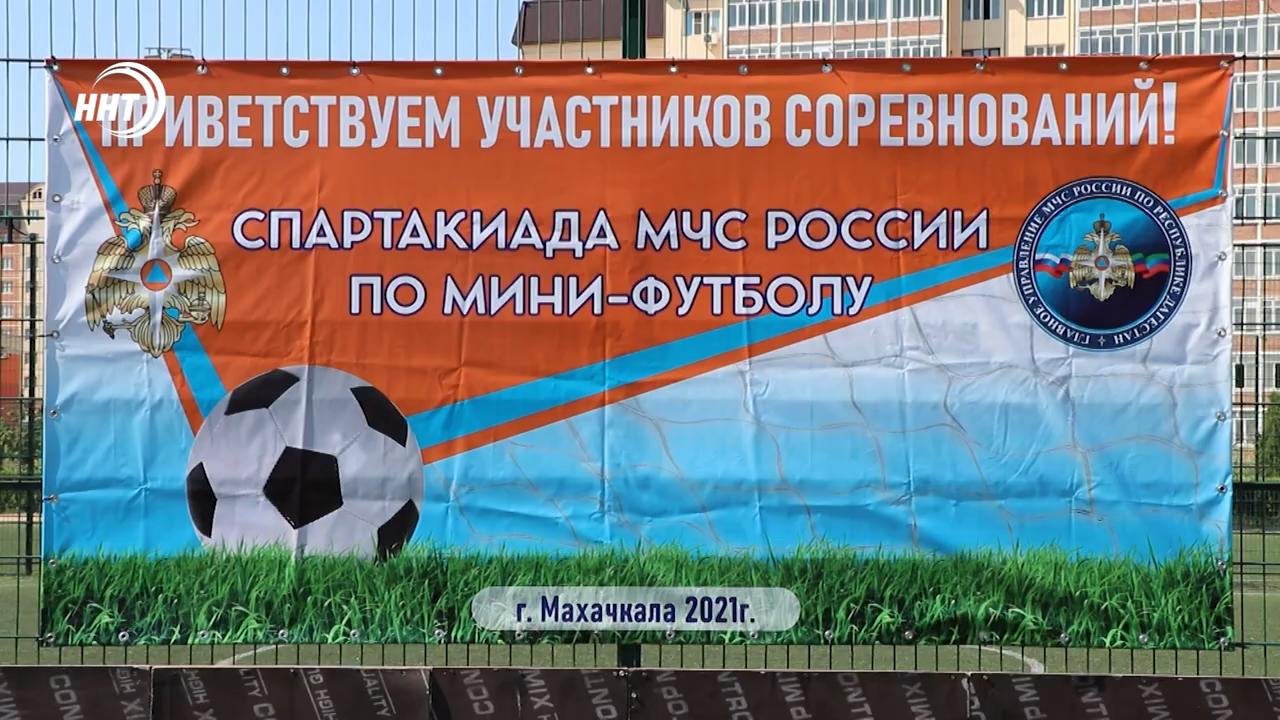 ННТ
ПРИВЕТСТВУЕМ УЧАСТНИКОВ СОРЕВНОВАНИЙ!
СПАРТАКИАДА МЧС РОССИИ
ПО МИНИ-ФУТБОЛУ
ГЛАВНОЕ УПРАВЛЕНИЕ МЧС РОССИИ ПО РЕСПУБЛИКЕ ДАГЕСТАН
г. Махачкала 2021г.